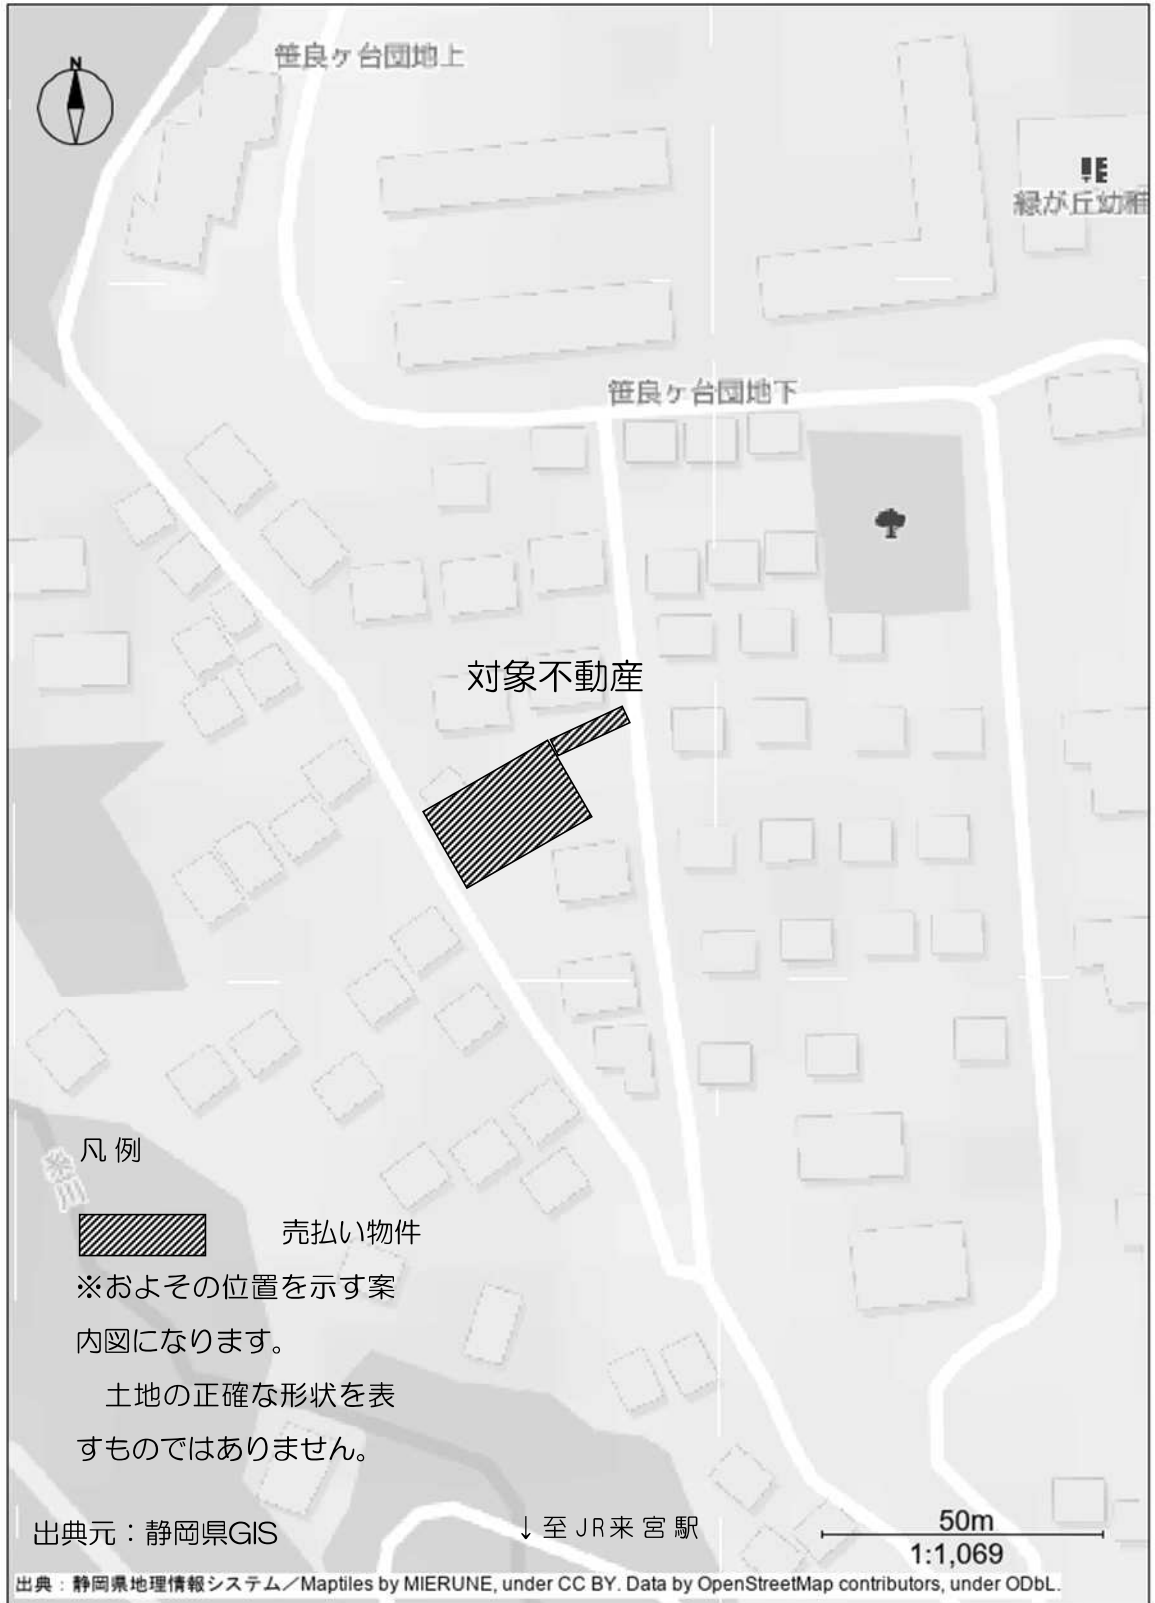 N
笹良ヶ台団地上
緑が丘幼稚
笹良ヶ台団地下
対象不動産
凡例
糸川
売払い物件
※およその位置を示す案
内図になります。
土地の正確な形状を表
すものではありません。
出典元：静岡県GIS
↓至JR来宮駅
50m
1:1,069
出典：静岡県地理情報システム／Maptiles by MIERUNE, under CC BY. Data by OpenStreetMap contributors, under ODbL.